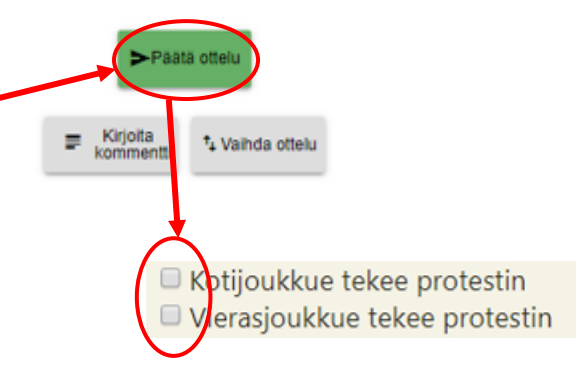 Päätä ottelu
Kirjoita
kommentti
Vaihda ottelu
Kotijoukkue tekee protestin
Vierasjoukkue tekee protestin